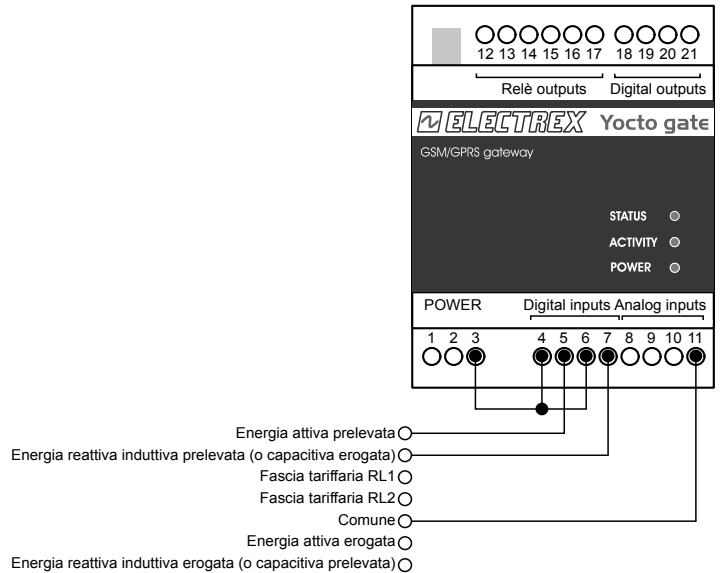 12 13 14 15 16 17 18 19 20 21
Relè outputs Digital outputs
ELECTREX Yocto gate
GSM/GPRS gateway
STATUS
ACTIVITY
POWER
POWER Digital inputs Analog inputs
1 2 3 4 5 6 7 8 9 10 11
Energia attiva prelevata
Energia reattiva induttiva prelevata (o capacitiva erogata)
Fascia tariffaria RL1
Fascia tariffaria RL2
Comune
Energia attiva erogata
Energia reattiva induttiva erogata (o capacitiva prelevata)